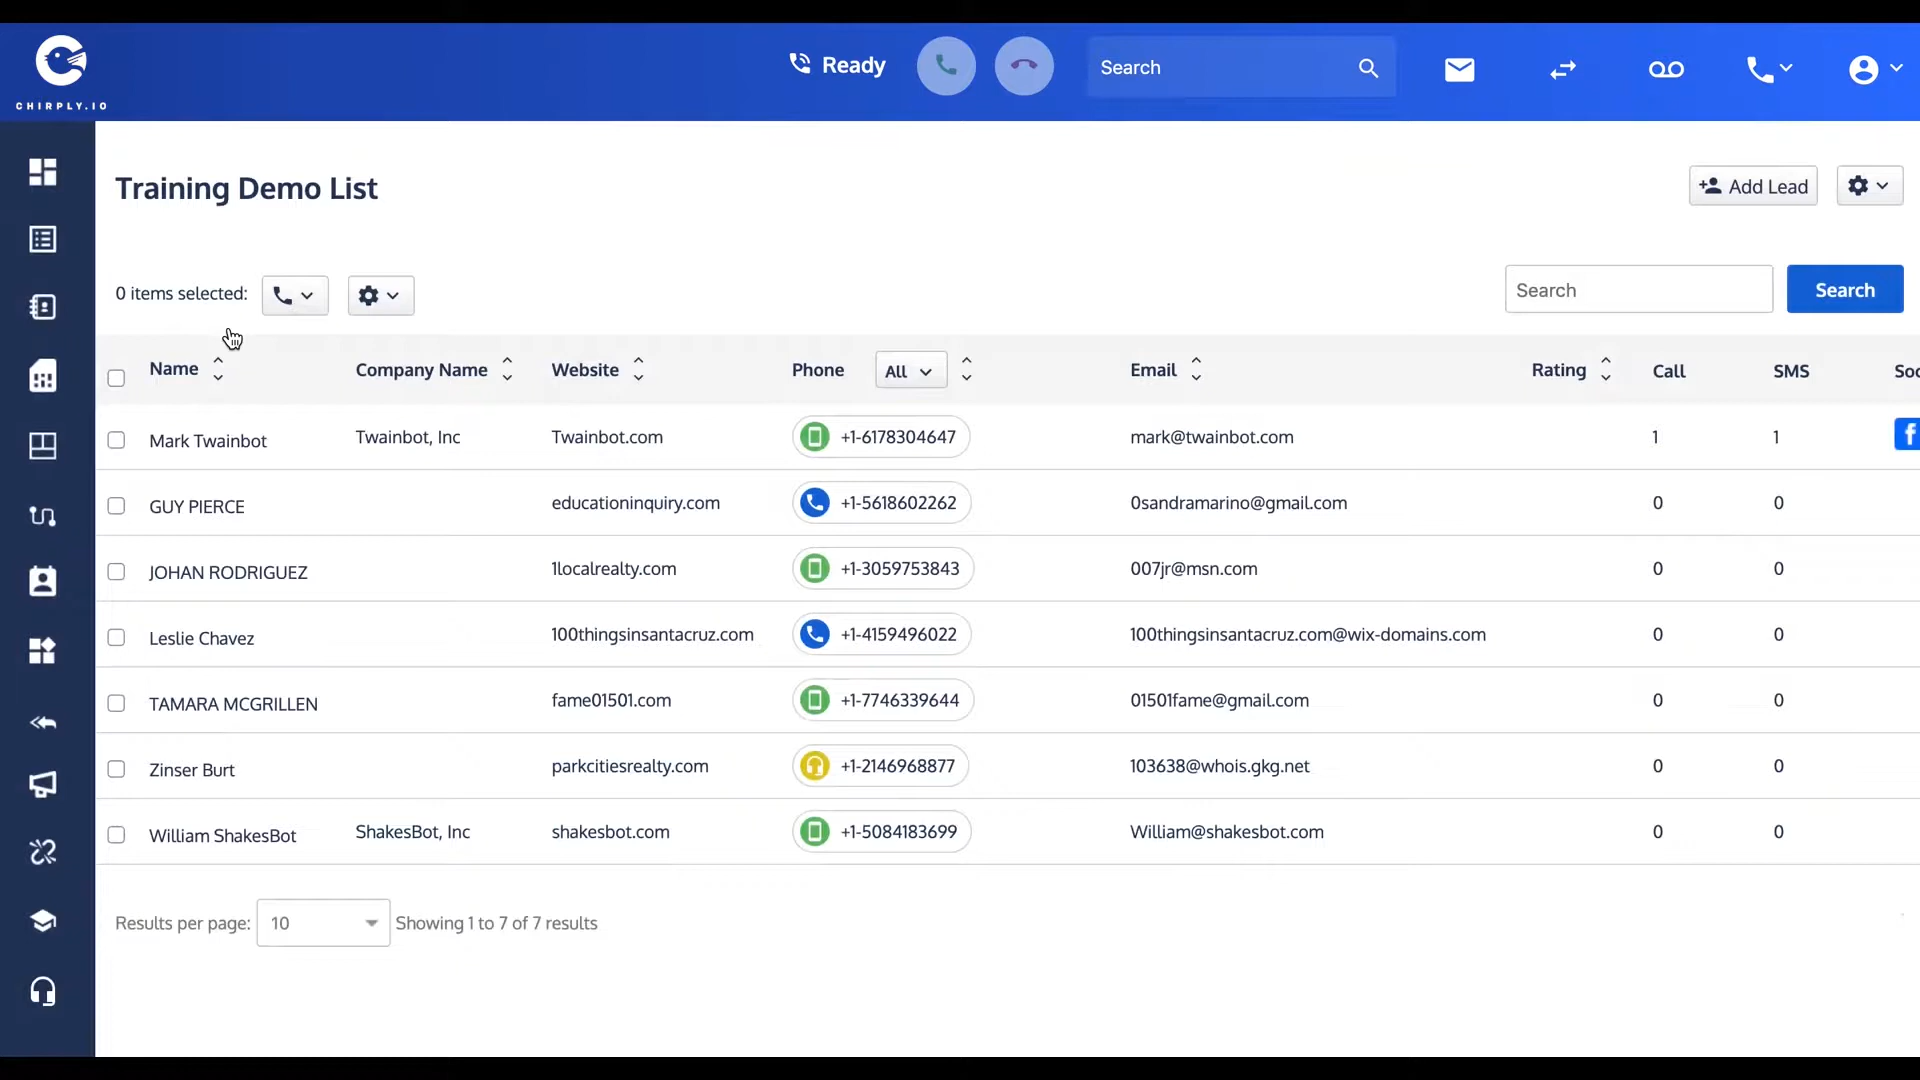 Ready
Search
CHIRPLY.IO
Training Demo List
Add Lead
0 items selected:
Search
Search
Name Company Name Website Phone All Email Rating Call SMS Soc
Mark Twainbot Twainbot, Inc Twainbot.com +1-6178304647 mark@twainbot.com 1 1
GUY PIERCE educationinquiry.com +1-5618602262 0sandramarino@gmail.com 0 0
JOHAN RODRIGUEZ 1localrealty.com +1-3059753843 007jr@msn.com 0 0
Leslie Chavez 100thingsinsantacruz.com +1-4159496022 100thingsinsantacruz.com@wix-domains.com 0 0
TAMARA MCGRILLEN fame01501.com +1-7746339644 01501fame@gmail.com 0 0
Zinser Burt parkcitiesrealty.com +1-2146968877 103638@whois.gkg.net 0 0
William ShakesBot ShakesBot, Inc shakesbot.com +1-5084183699 William@shakesbot.com 0 0
Results per page: 10 Showing 1 to 7 of 7 results